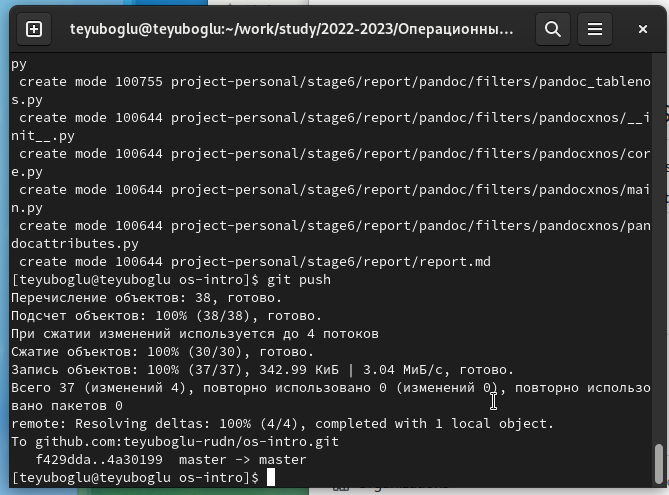 teyuboglu@teyuboglu:~/work/study/2022-2023/Операционны...
py
 create mode 100755 project-personal/stage6/report/pandoc/filters/pandoc_tableno
s.py
 create mode 100644 project-personal/stage6/report/pandoc/filters/pandocxnos/__i
nit__.py
 create mode 100644 project-personal/stage6/report/pandoc/filters/pandocxnos/cor
e.py
 create mode 100644 project-personal/stage6/report/pandoc/filters/pandocxnos/mai
n.py
 create mode 100644 project-personal/stage6/report/pandoc/filters/pandocxnos/pan
docattributes.py
 create mode 100644 project-personal/stage6/report/report.md
[teyuboglu@teyuboglu os-intro]$ git push
Перечисление объектов: 38, готово.
Подсчет объектов: 100% (38/38), готово.
При сжатии изменений используется до 4 потоков
Сжатие объектов: 100% (30/30), готово.
Запись объектов: 100% (37/37), 342.99 КиБ | 3.04 МиБ/с, готово.
Всего 37 (изменений 4), повторно использовано 0 (изменений 0), повторно использо
вано пакетов 0
remote: Resolving deltas: 100% (4/4), completed with 1 local object.
To github.com:teyuboglu-rudn/os-intro.git
   f429dda..4a30199  master -> master
[teyuboglu@teyuboglu os-intro]$